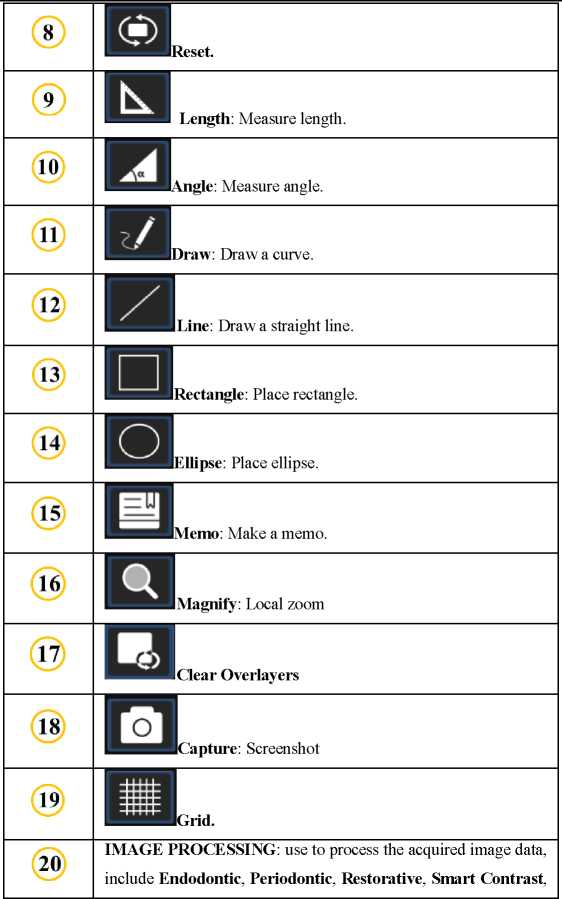 8
Reset.
9
Length: Measure length.
10
α
Angle: Measure angle.
11
Draw: Draw a curve.
12
Line: Draw a straight line.
13
Rectangle: Place rectangle.
14
Ellipse: Place ellipse.
15
Memo: Make a memo.
16
Magnify: Local zoom
17
Clear Overlayers
18
Capture: Screenshot
19
Grid.
20
IMAGE PROCESSING: use to process the acquired image data,
include Endodontic, Periodontic, Restorative, Smart Contrast,